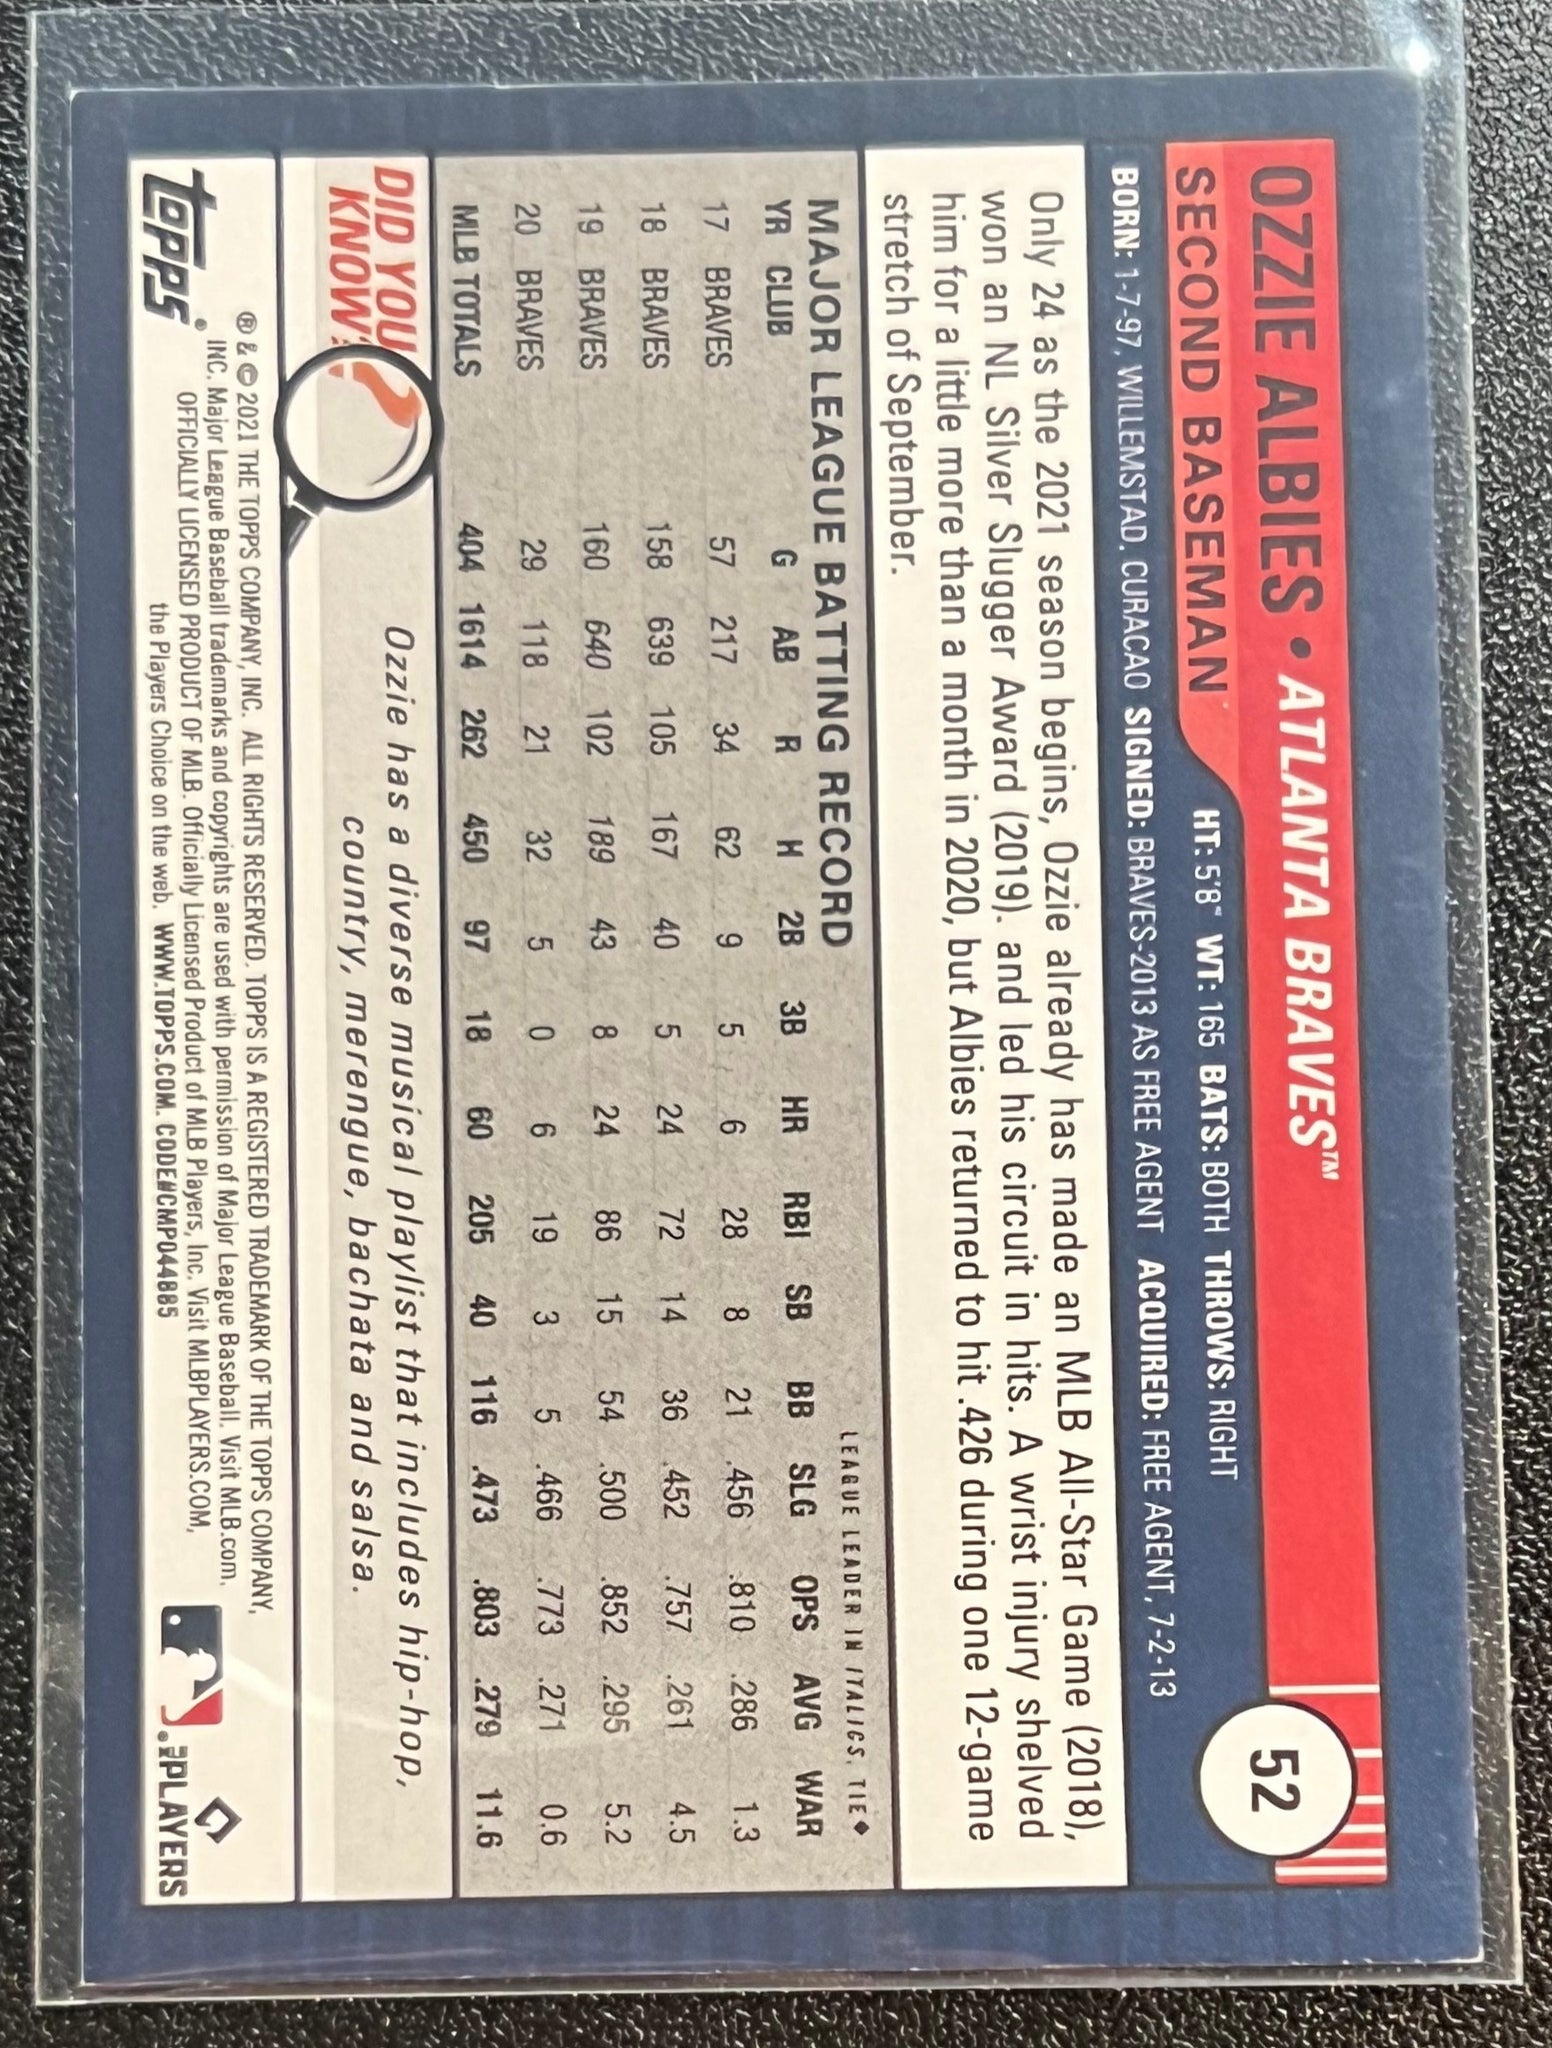 OZZIE ALBIES • ATLANTA BRAVES™
52
SECOND BASEMAN
HT: 5'8" WT: 165 BATS: BOTH THROWS: RIGHT
BORN: 1-7-97, WILLEMSTAD, CURACAO SIGNED: BRAVES-2013 AS FREE AGENT ACQUIRED: FREE AGENT, 7-2-13
Only 24 as the 2021 season begins, Ozzie already has made an MLB All-Star Game (2018),
won an NL Silver Slugger Award (2019). and led his circuit in hits. A wrist injury shelved
him for a little more than a month in 2020, but Albies returned to hit .426 during one 12-game
stretch of September.
MAJOR LEAGUE BATTING RECORD
LEAGUE LEADER IN ITALICS, TIE ◆
YR CLUB G AB R H 2B 3B HR RBI SB BB SLG OPS AVG WAR
17 BRAVES 57 217 34 62 9 5 6 28 8 21 .456 .810 .286 1.3
18 BRAVES 158 639 105 167 40 5 24 72 14 36 .452 .757 .261 4.5
19 BRAVES 160 640 102 189 43 8 24 86 15 54 .500 .852 .295 5.2
20 BRAVES 29 118 21 32 5 0 6 19 3 5 .466 .773 .271 0.6
MLB TOTALS 404 1614 262 450 97 18 60 205 40 116 .473 .803 .279 11.6
DID YOU
KNOW?
Ozzie has a diverse musical playlist that includes hip-hop,
country, merengue, bachata and salsa.
topps®
® & © 2021 THE TOPPS COMPANY, INC. ALL RIGHTS RESERVED. TOPPS IS A REGISTERED TRADEMARK OF THE TOPPS COMPANY,
INC. Major League Baseball trademarks and copyrights are used with permission of Major League Baseball. Visit MLB.com.
OFFICIALLY LICENSED PRODUCT OF MLB. Officially Licensed Product of MLB Players, Inc. Visit MLBPLAYERS.COM,
the Players Choice on the web. WWW.TOPPS.COM. CODE#CMP044885
PLAYERS